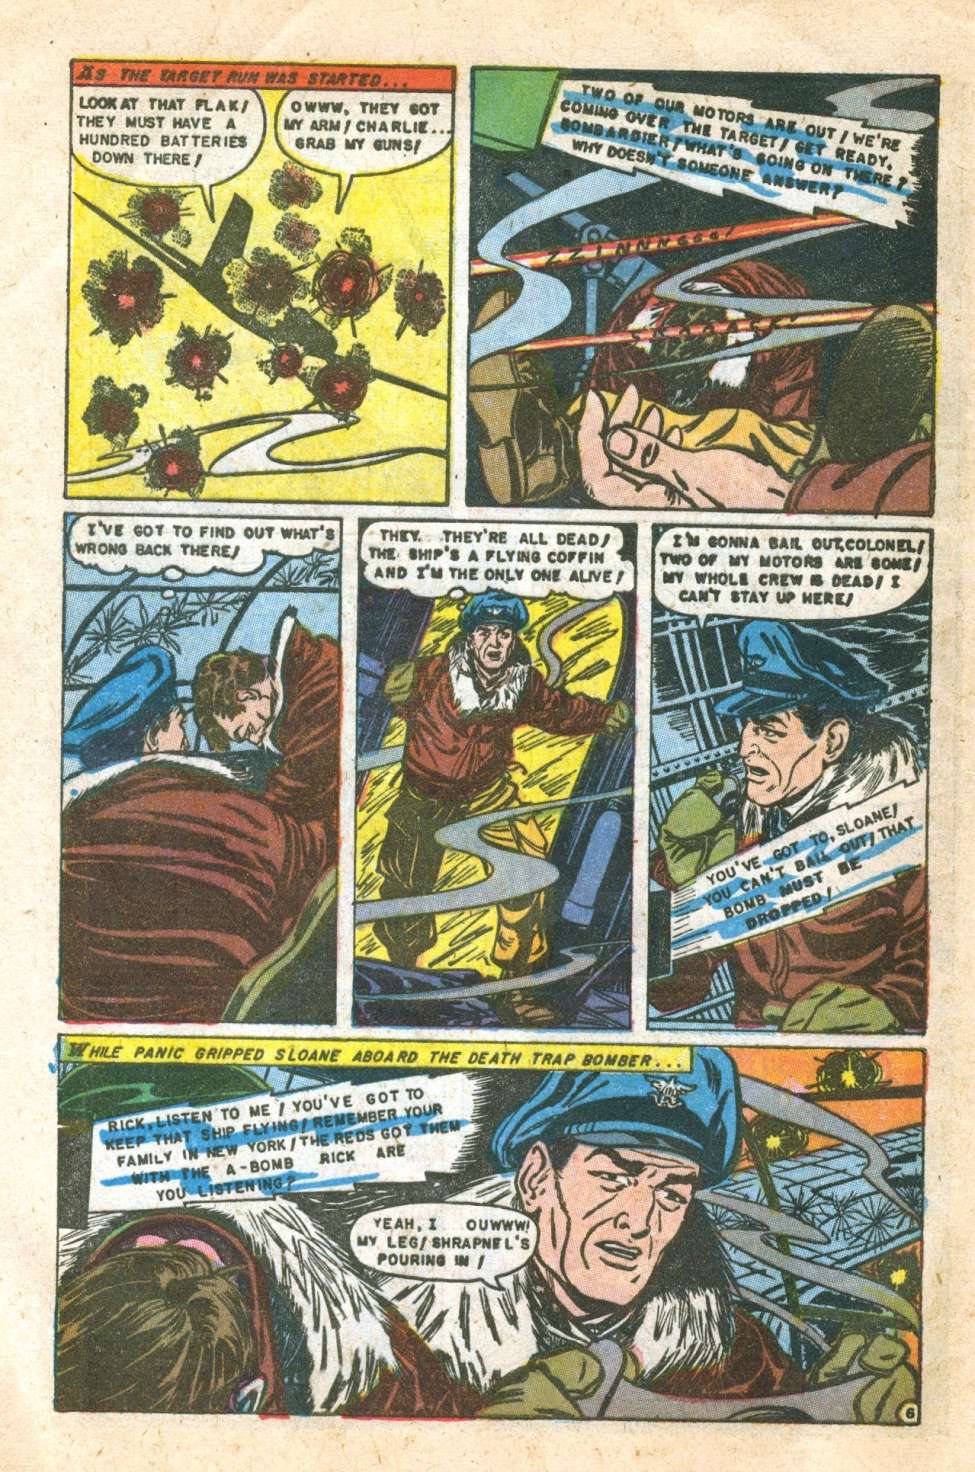 AS THE TARGET RUN WAS STARTED...
LOOK AT THAT FLAK!
THEY MUST HAVE A
HUNDRED BATTERIES
DOWN THERE!
OWWW, THEY GOT
MY ARM! CHARLIE...
GRAB MY GUNS!
TWO OF OUR MOTORS ARE OUT! WE'RE
COMING OVER THE TARGET! GET READY.
BOMBARDIER! WHAT'S GOING ON THERE?
WHY DOESN'T SOMEONE ANSWER?
ZZINNNNGGG!
I'VE GOT TO FIND OUT WHAT'S
WRONG BACK THERE!
THEY. THEY'RE ALL DEAD!
THE SHIP'S A FLYING COFFIN
AND I'M THE ONLY ONE ALIVE!
I'M GONNA BAIL OUT, COLONEL!
TWO OF MY MOTORS ARE GONE!
MY WHOLE CREW IS DEAD! I
CAN'T STAY UP HERE!
YOU'VE GOT TO, SLOANE!
YOU CAN'T BAIL OUT! THAT
BOMB MUST BE
DROPPED!
WHILE PANIC GRIPPED SLOANE ABOARD THE DEATH TRAP BOMBER...
RICK, LISTEN TO ME! YOU'VE GOT TO
KEEP THAT SHIP FLYING! REMEMBER YOUR
FAMILY IN NEW YORK! THE REDS GOT THEM
WITH THE A-BOMB RICK ARE
YOU LISTENING?
YEAH, I OUWWW!
MY LEG! SHRAPNEL'S
POURING IN!
6